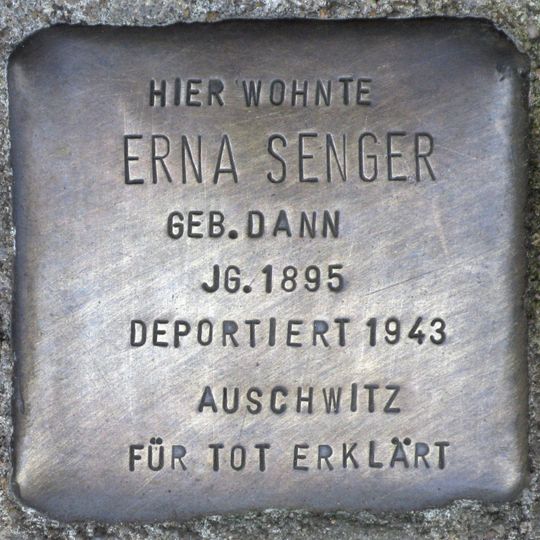 HIER WOHNTE
ERNA SENGER
GEB. DANN
JG. 1895
DEPORTIERT 1943
AUSCHWITZ
FÜR TOT ERKLÄRT